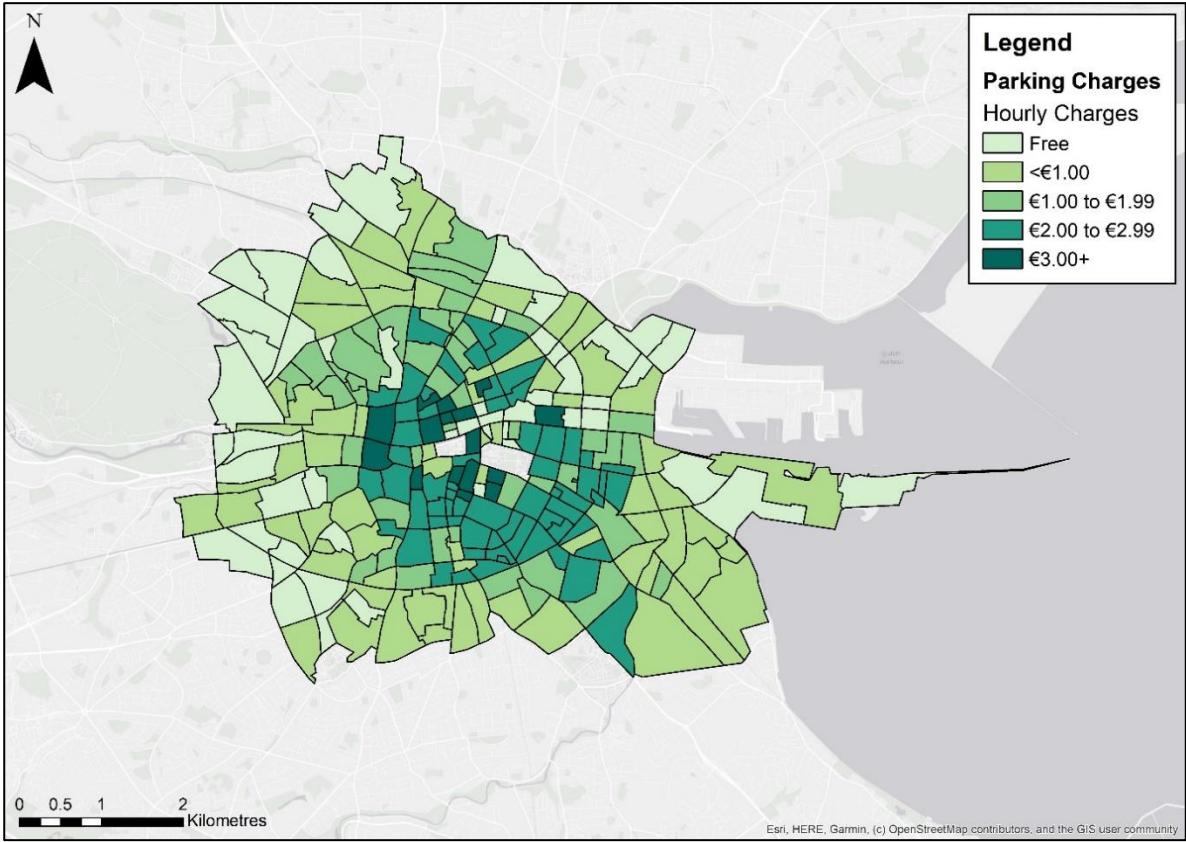 N
Legend
Parking Charges
Hourly Charges
Free
<€1.00
€1.00 to €1.99
€2.00 to €2.99
€3.00+
0 0.5 1 2
Kilometres
Esri, HERE, Garmin, (c) OpenStreetMap contributors, and the GIS user community